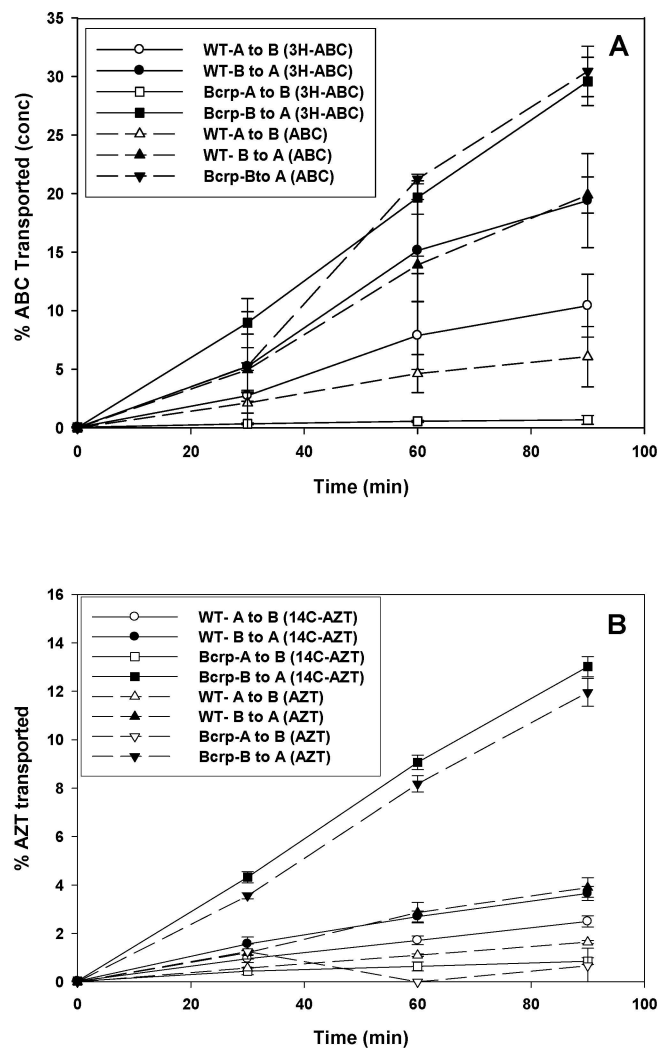 A
WT-A to B (3H-ABC)
WT-B to A (3H-ABC)
Bcrp-A to B (3H-ABC)
Bcrp-B to A (3H-ABC)
WT-A to B (ABC)
WT- B to A (ABC)
Bcrp-Bto A (ABC)
% ABC Transported (conc)
35
30
25
20
15
10
5
0
0 20 40 60 80 100
Time (min)
B
WT- A to B (14C-AZT)
WT- B to A (14C-AZT)
Bcrp-A to B (14C-AZT)
Bcrp-B to A (14C-AZT)
WT- A to B (AZT)
WT- B to A (AZT)
Bcrp-A to B (AZT)
Bcrp-B to A (AZT)
% AZT transported
16
14
12
10
8
6
4
2
0
0 20 40 60 80 100
Time (min)